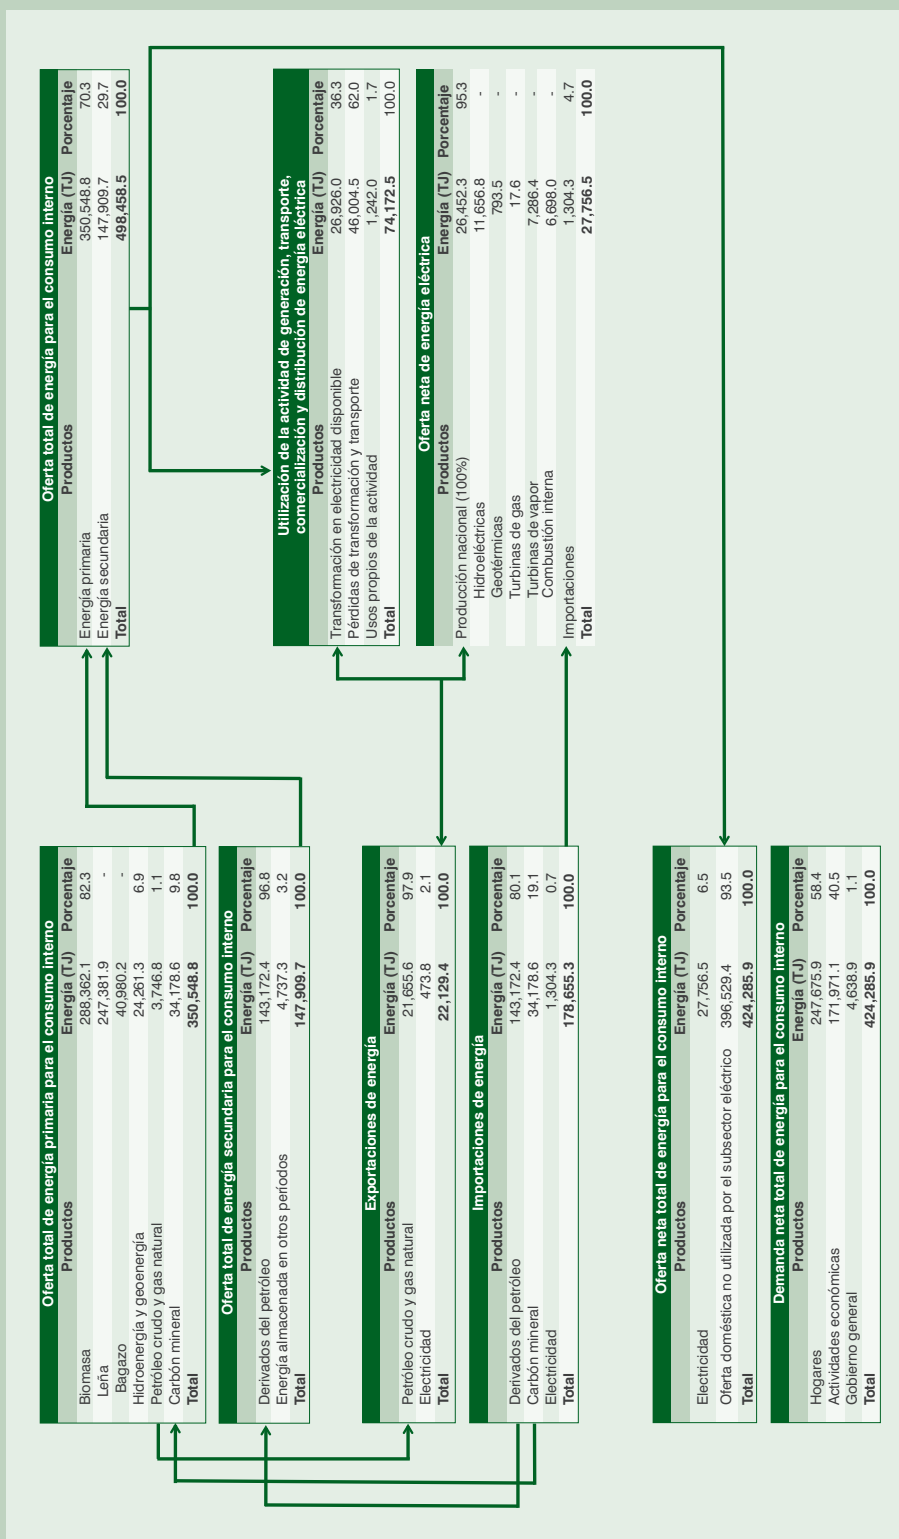 Oferta total de energía primaria para el consumo interno
Productos Energía (TJ) Porcentaje
Biomasa 288,362.1 82.3
Leña 247,381.9 -
Bagazo 40,980.2 -
Hidroenergía y geoenergía 24,261.3 6.9
Petróleo crudo y gas natural 3,746.8 1.1
Carbón mineral 34,178.6 9.8
Total 350,548.8 100.0
Oferta total de energía secundaria para el consumo interno
Productos Energía (TJ) Porcentaje
Derivados del petróleo 143,172.4 96.8
Energía almacenada en otros períodos 4,737.3 3.2
Total 147,909.7 100.0
Exportaciones de energía
Productos Energía (TJ) Porcentaje
Petróleo crudo y gas natural 21,655.6 97.9
Electricidad 473.8 2.1
Total 22,129.4 100.0
Importaciones de energía
Productos Energía (TJ) Porcentaje
Derivados del petróleo 143,172.4 80.1
Carbón mineral 34,178.6 19.1
Electricidad 1,304.3 0.7
Total 178,655.3 100.0
Oferta neta total de energía para el consumo interno
Productos Energía (TJ) Porcentaje
Electricidad 27,756.5 6.5
Oferta doméstica no utilizada por el subsector eléctrico 396,529.4 93.5
Total 424,285.9 100.0
Demanda neta total de energía para el consumo interno
Productos Energía (TJ) Porcentaje
Hogares 247,675.9 58.4
Actividades económicas 171,971.1 40.5
Gobierno general 4,638.9 1.1
Total 424,285.9 100.0
Oferta total de energía para el consumo interno
Productos Energía (TJ) Porcentaje
Energía primaria 350,548.8 70.3
Energía secundaria 147,909.7 29.7
Total 498,458.5 100.0
Utilización de la actividad de generación, transporte,
comercialización y distribución de energía eléctrica
Productos Energía (TJ) Porcentaje
Transformación en electricidad disponible 26,926.0 36.3
Pérdidas de transformación y transporte 46,004.5 62.0
Usos propios de la actividad 1,242.0 1.7
Total 74,172.5 100.0
Oferta neta de energía eléctrica
Productos Energía (TJ) Porcentaje
Producción nacional (100%) 26,452.3 95.3
Hidroeléctricas 11,656.8 -
Geotérmicas 793.5 -
Turbinas de gas 17.6 -
Turbinas de vapor 7,286.4 -
Combustión interna 6,698.0 -
Importaciones 1,304.3 4.7
Total 27,756.5 100.0